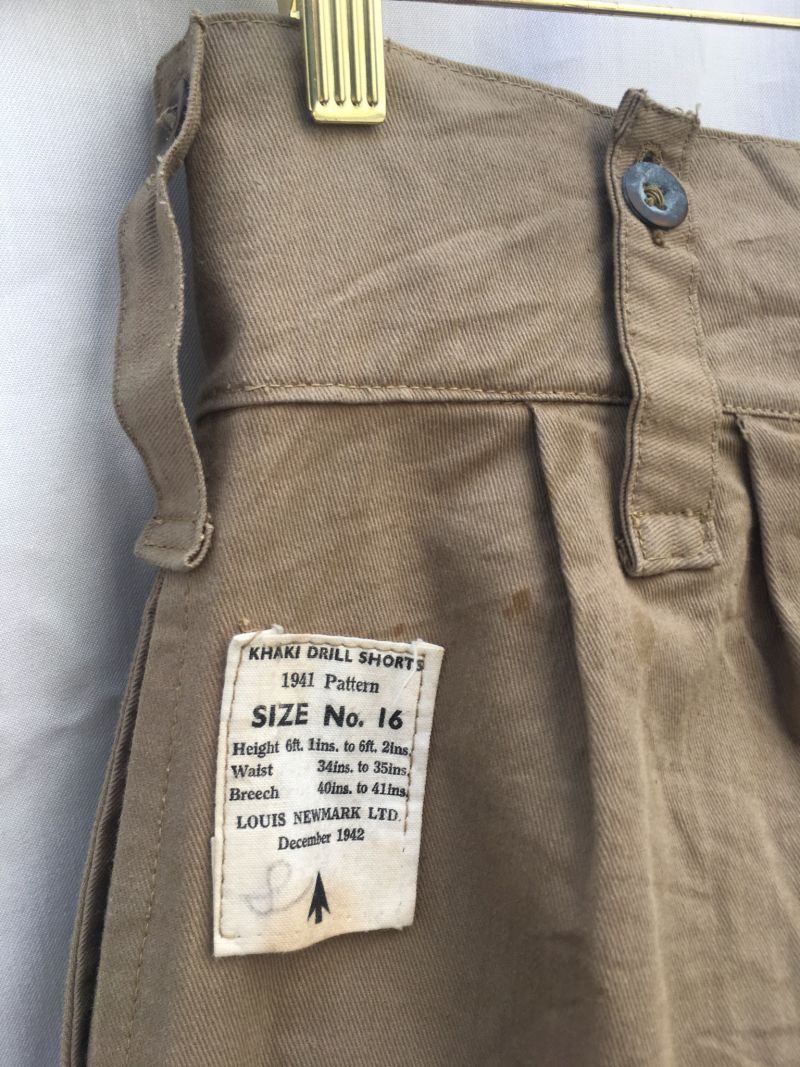 KHAKI DRILL SHORTS
1941 Pattern
SIZE No. 16
Height 6ft. 1ins. to 6ft. 2ins.
Waist 34ins. to 35ins.
Breech 40ins. to 41ins.
LOUIS NEWMARK LTD.
December 1942